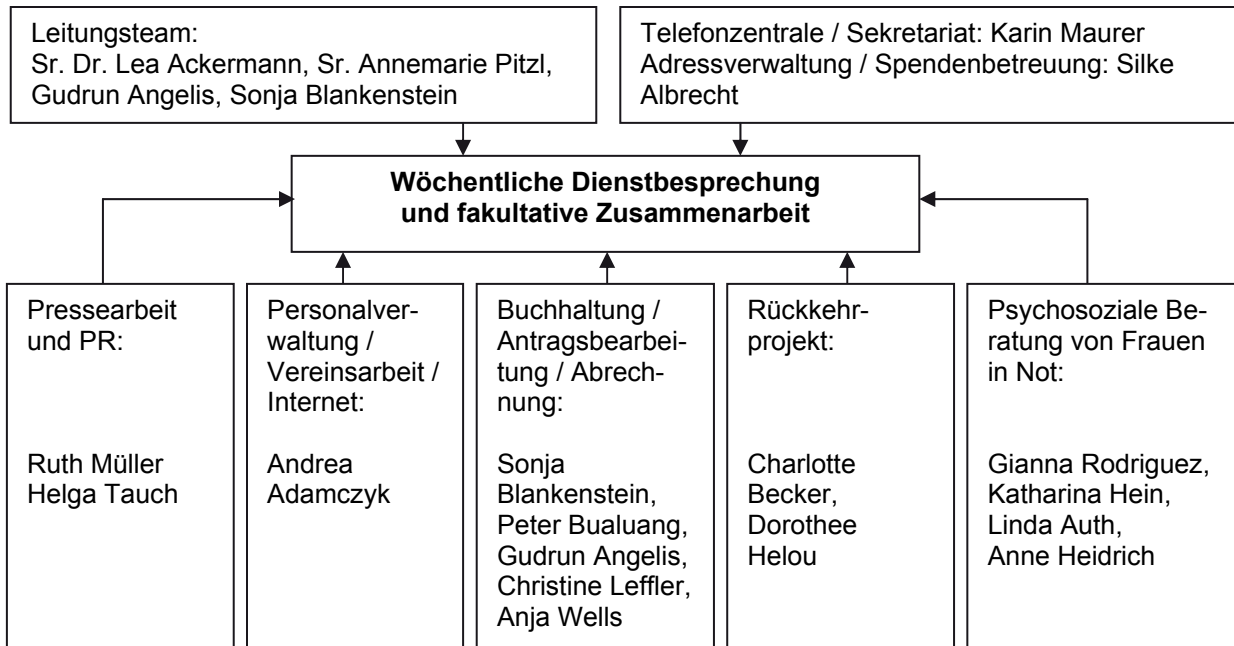 Leitungsteam:
Sr. Dr. Lea Ackermann, Sr. Annemarie Pitzl,
Gudrun Angelis, Sonja Blankenstein
Telefonzentrale / Sekretariat: Karin Maurer
Adressverwaltung / Spendenbetreuung: Silke
Albrecht
Wöchentliche Dienstbesprechung
und fakultative Zusammenarbeit
Pressearbeit
und PR:
Ruth Müller
Helga Tauch
Personalver-
waltung /
Vereinsarbeit /
Internet:
Andrea
Adamczyk
Buchhaltung /
Antragsbearbei-
tung / Abrech-
nung:
Sonja
Blankenstein,
Peter Bualuang,
Gudrun Angelis,
Christine Leffler,
Anja Wells
Rückkehr-
projekt:
Charlotte
Becker,
Dorothee
Helou
Psychosoziale Be-
ratung von Frauen
in Not:
Gianna Rodriguez,
Katharina Hein,
Linda Auth,
Anne Heidrich